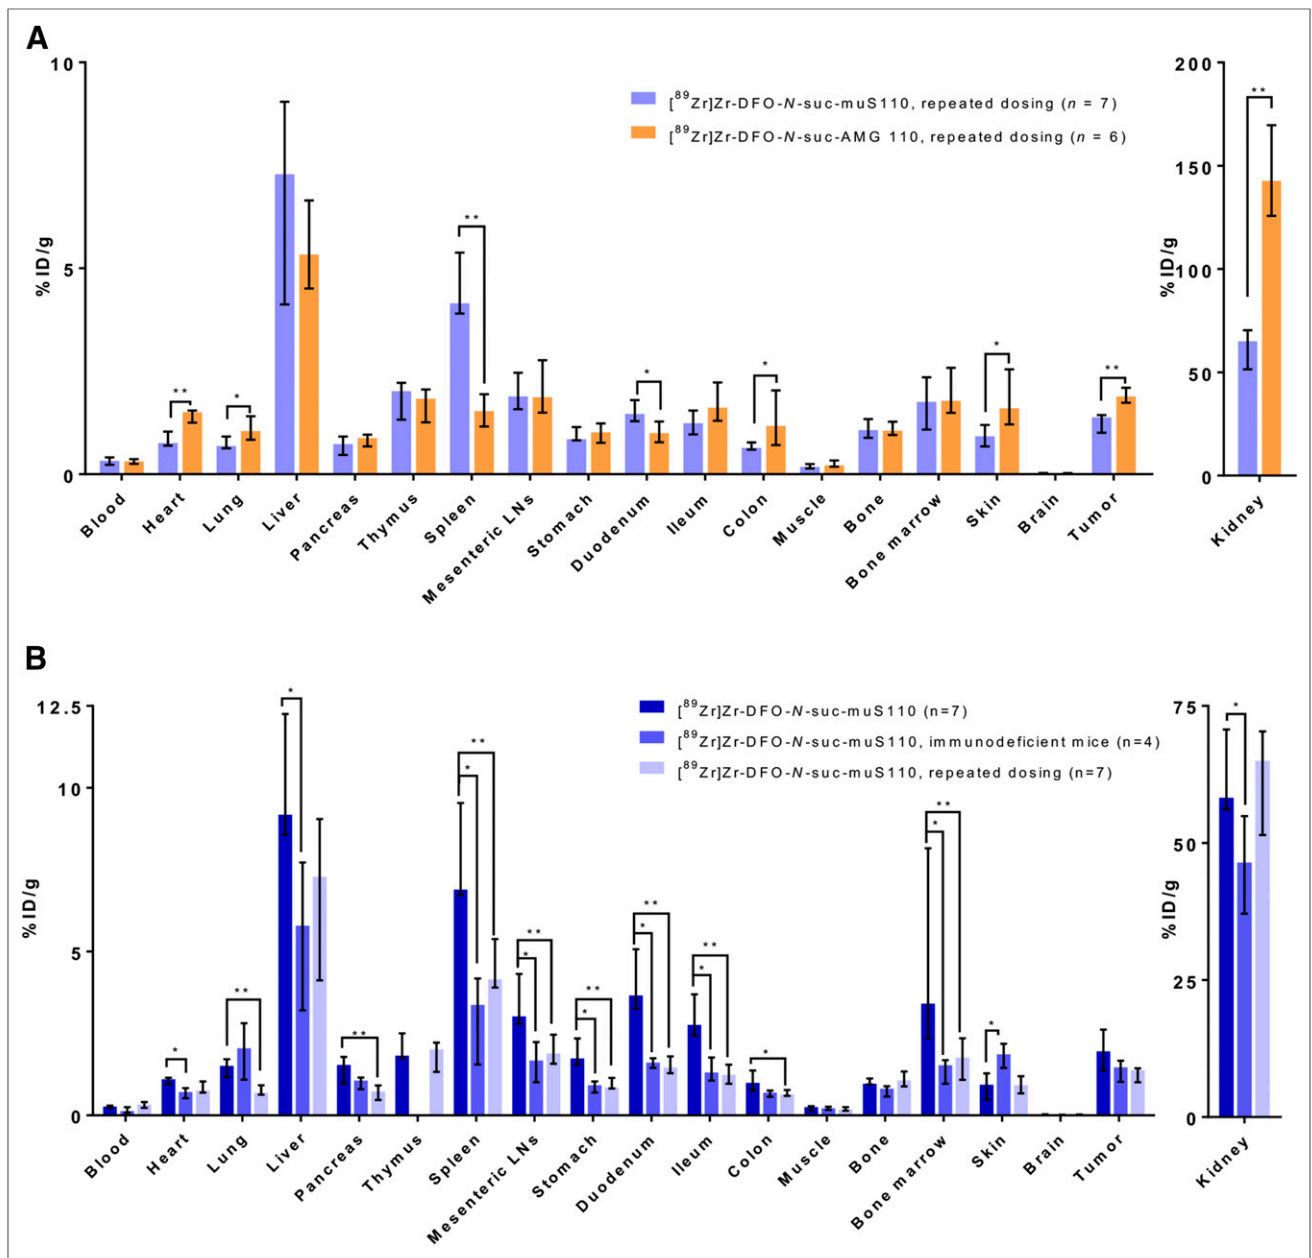 A
10
5
0
%ID/g
[⁸⁹Zr]Zr-DFO-N-suc-muS110, repeated dosing (n = 7)
[⁸⁹Zr]Zr-DFO-N-suc-AMG 110, repeated dosing (n = 6)
**
*
**
*
*
*
**
Blood
Heart
Lung
Liver
Pancreas
Thymus
Spleen
Mesenteric LNs
Stomach
Duodenum
Ileum
Colon
Muscle
Bone
Bone marrow
Skin
Brain
Tumor
200
150
100
50
0
%ID/g
**
Kidney
B
12.5
10
5
0
%ID/g
[⁸⁹Zr]Zr-DFO-N-suc-muS110 (n=7)
[⁸⁹Zr]Zr-DFO-N-suc-muS110, immunodeficient mice (n=4)
[⁸⁹Zr]Zr-DFO-N-suc-muS110, repeated dosing (n=7)
*
**
*
**
**
*
**
*
**
*
**
*
**
*
*
**
*
*
Blood
Heart
Lung
Liver
Pancreas
Thymus
Spleen
Mesenteric LNs
Stomach
Duodenum
Ileum
Colon
Muscle
Bone
Bone marrow
Skin
Brain
Tumor
75
50
25
0
%ID/g
*
Kidney